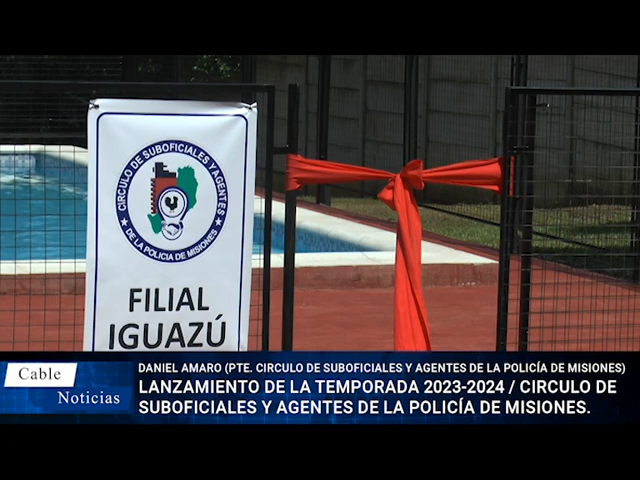 CIRCULO DE SUBOFICIALES Y AGENTES
DE LA POLICIA DE MISIONES
FILIAL
IGUAZÚ
Cable
Noticias
DANIEL AMARO (PTE. CIRCULO DE SUBOFICIALES Y AGENTES DE LA POLICÍA DE MISIONES)
LANZAMIENTO DE LA TEMPORADA 2023-2024 / CIRCULO DE
SUBOFICIALES Y AGENTES DE LA POLICÍA DE MISIONES.